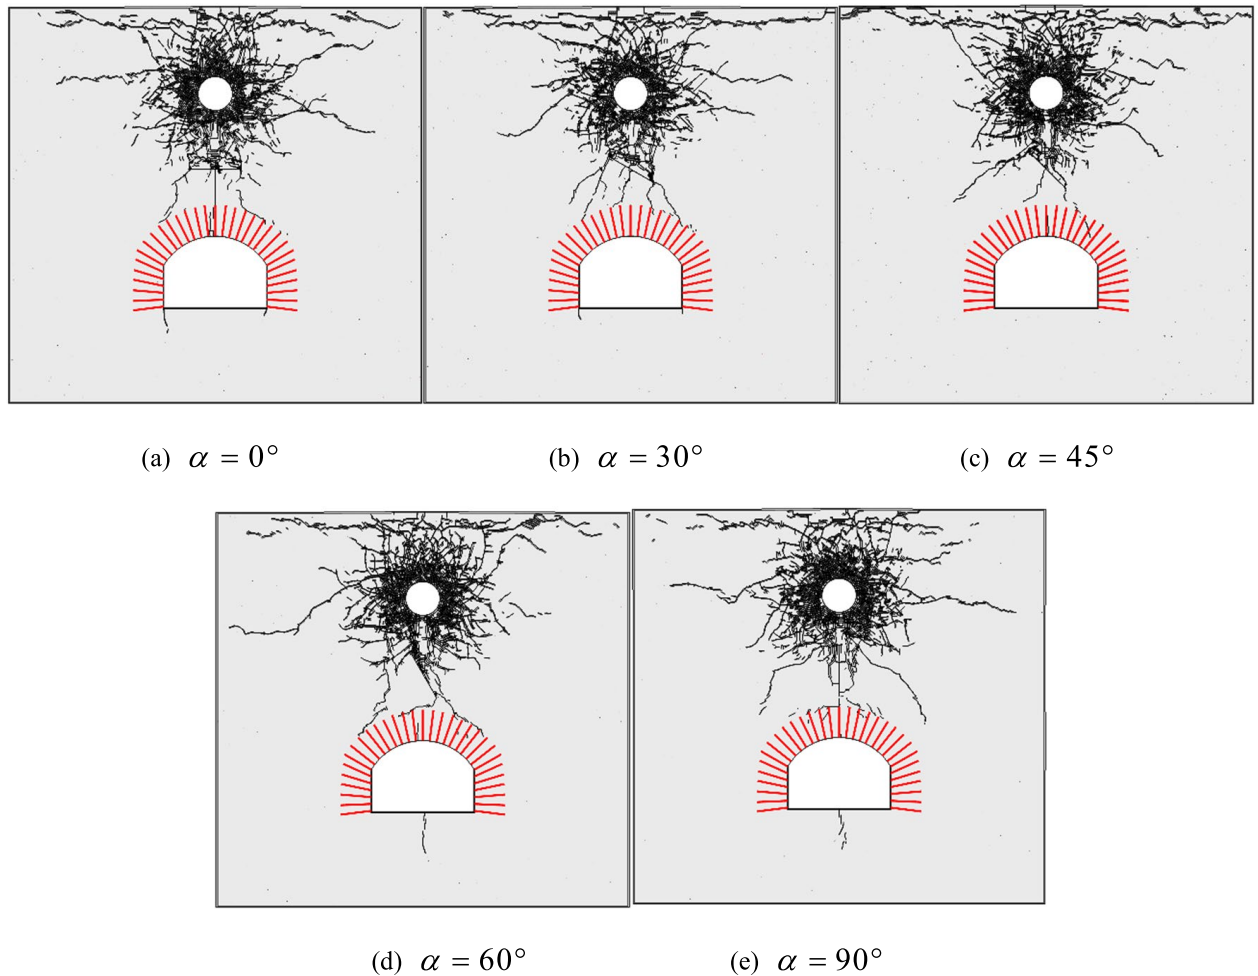 (a) α = 0°
(b) α = 30°
(c) α = 45°
(d) α = 60°
(e) α = 90°